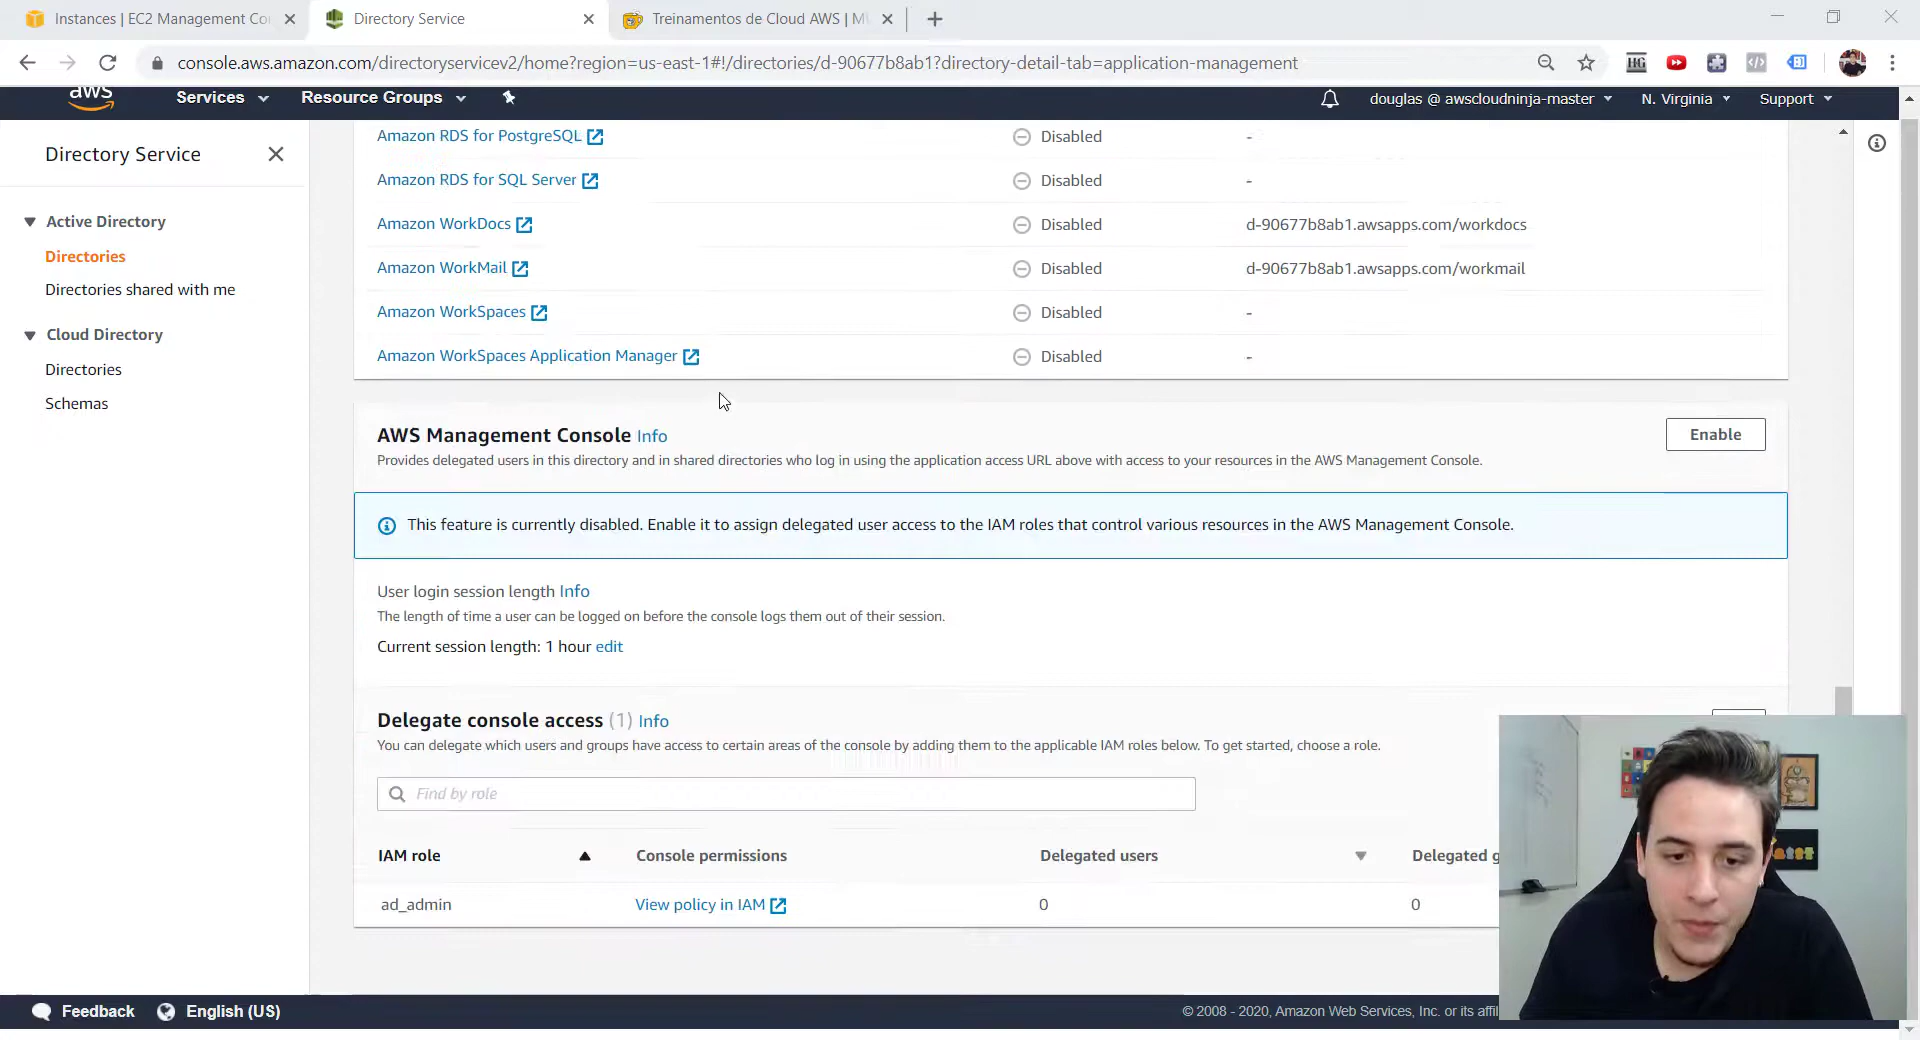 Instances | EC2 Management Co
Directory Service
Treinamentos de Cloud AWS | M
console.aws.amazon.com/directoryservicev2/home?region=us-east-1#!/directories/d-90677b8ab1?directory-detail-tab=application-management
aws
Services
Resource Groups
douglas @ awscloudninja-master
N. Virginia
Support
Directory Service
Active Directory
Directories
Directories shared with me
Cloud Directory
Directories
Schemas
Amazon RDS for PostgreSQL Disabled -
Amazon RDS for SQL Server Disabled -
Amazon WorkDocs Disabled d-90677b8ab1.awsapps.com/workdocs
Amazon WorkMail Disabled d-90677b8ab1.awsapps.com/workmail
Amazon WorkSpaces Disabled -
Amazon WorkSpaces Application Manager Disabled -
AWS Management Console Info
Enable
Provides delegated users in this directory and in shared directories who log in using the application access URL above with access to your resources in the AWS Management Console.
This feature is currently disabled. Enable it to assign delegated user access to the IAM roles that control various resources in the AWS Management Console.
User login session length Info
The length of time a user can be logged on before the console logs them out of their session.
Current session length: 1 hour edit
Delegate console access (1) Info
You can delegate which users and groups have access to certain areas of the console by adding them to the applicable IAM roles below. To get started, choose a role.
Find by role
IAM role Console permissions Delegated users Delegated g
ad_admin View policy in IAM 0 0
Feedback
English (US)
© 2008 - 2020, Amazon Web Services, Inc. or its affil